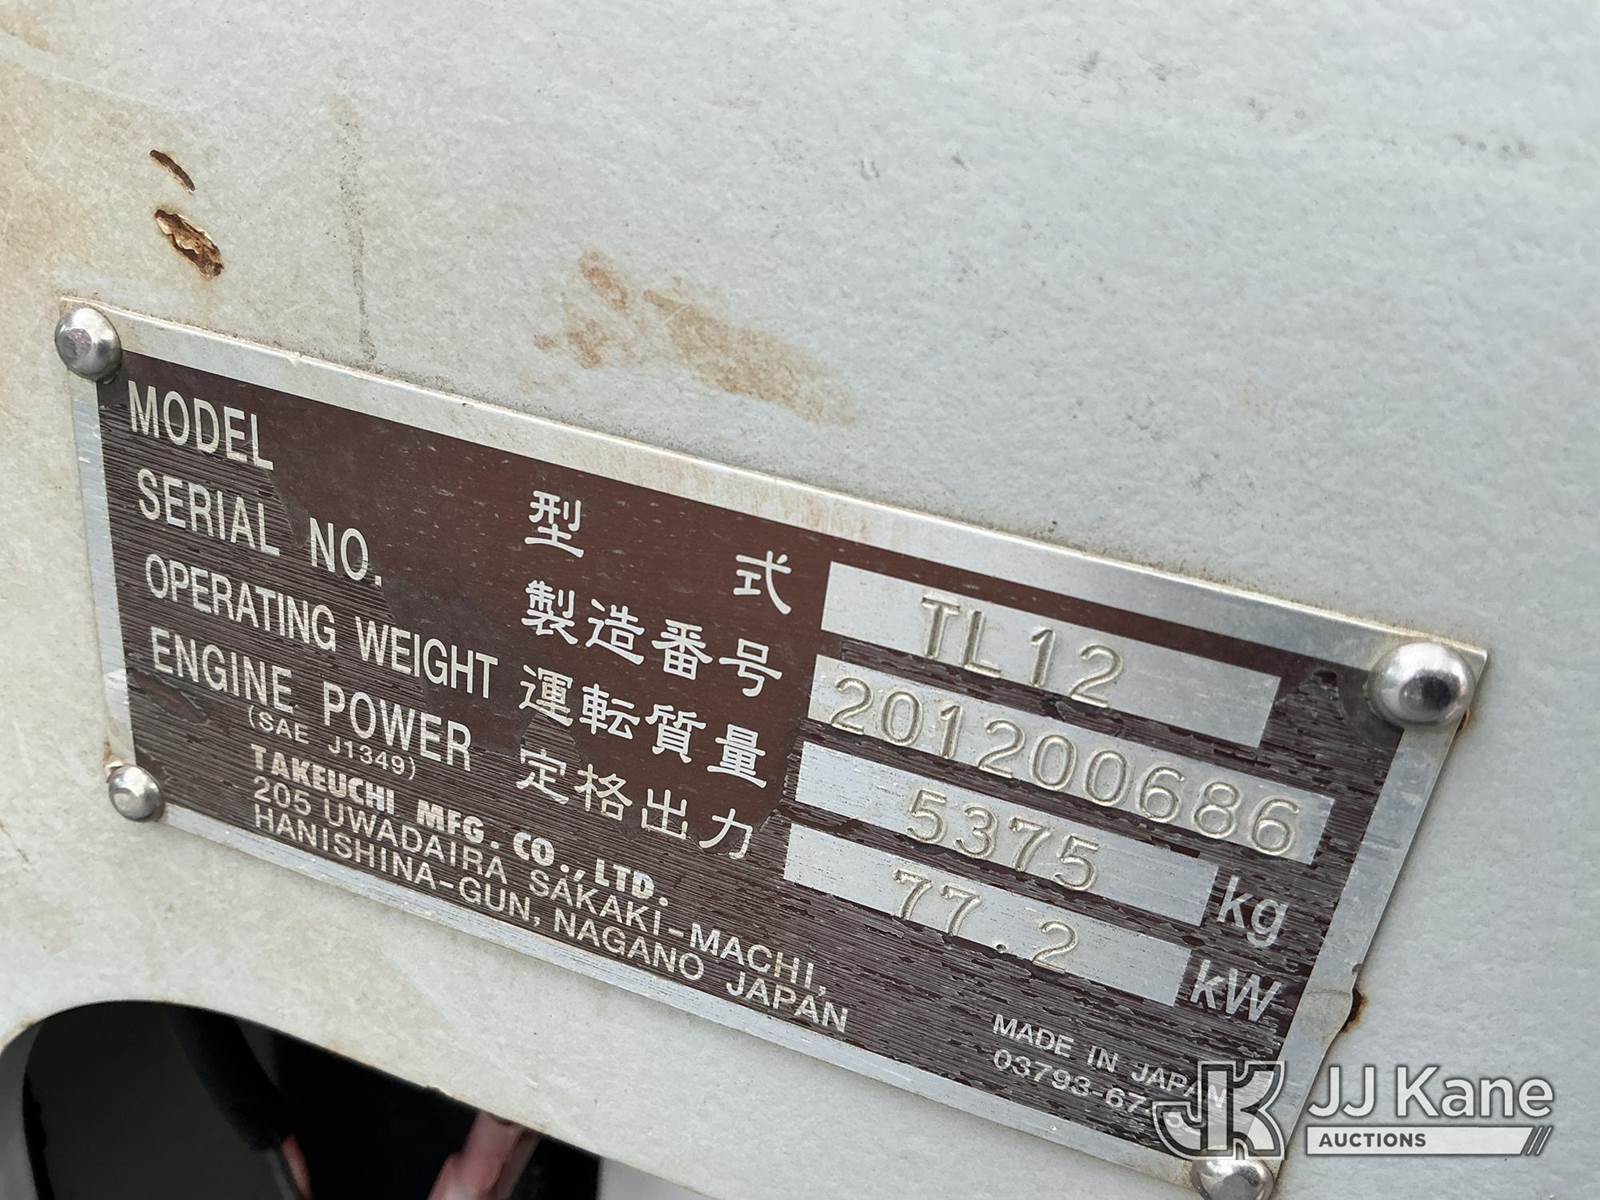 MODEL 型 式 TL12
SERIAL NO. 製造番号 201200686
OPERATING WEIGHT 運転質量 5375 kg
ENGINE POWER 定格出力 77.2 kW
(SAE J1349)
TAKEUCHI MFG. CO., LTD.
205 UWADAIRA SAKAKI-MACHI,
HANISHINA-GUN, NAGANO JAPAN
MADE IN JAPAN
JK JJ Kane
AUCTIONS